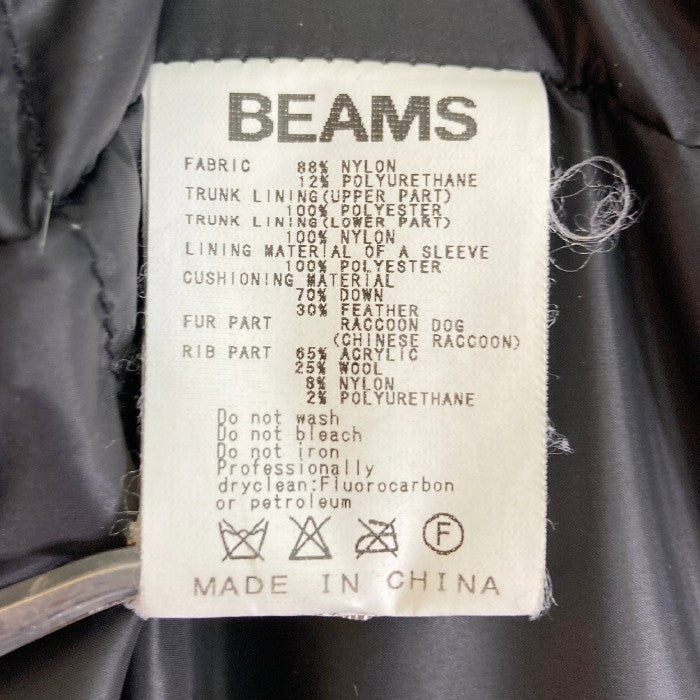 BEAMS
FABRIC 88% NYLON
12% POLYURETHANE
TRUNK LINING(UPPER PART)
100% POLYESTER
TRUNK LINING(LOWER PART)
100% NYLON
LINING MATERIAL OF A SLEEVE
100% POLYESTER
CUSHIONING MATERIAL
70% DOWN
30% FEATHER
FUR PART RACCOON DOG
(CHINESE RACCOON)
RIB PART 65% ACRYLIC
25% WOOL
8% NYLON
2% POLYURETHANE
Do not wash
Do not bleach
Do not iron
Professionally
dryclean:Fluorocarbon
or petroleum
F
MADE IN CHINA